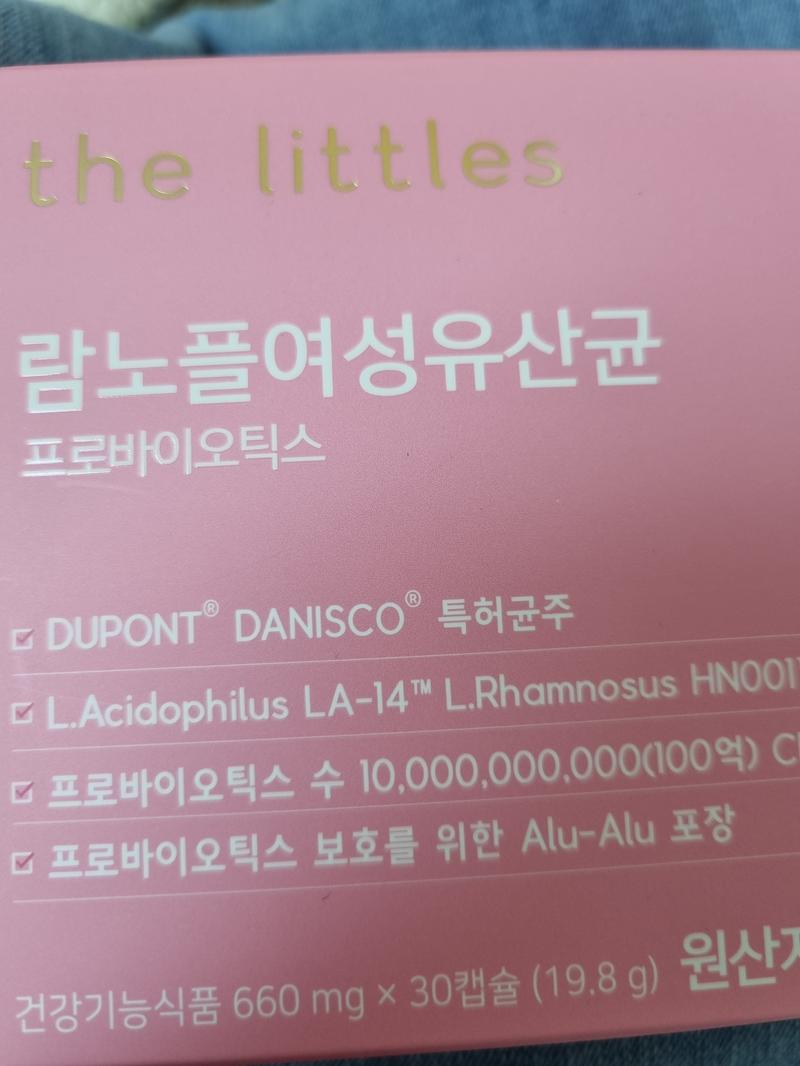 the littles
람노플여성유산균
프로바이오틱스
DUPONT® DANISCO® 특허균주
L.Acidophilus LA-14™ L.Rhamnosus HN001
프로바이오틱스 수 10,000,000,000(100억)
프로바이오틱스 보호를 위한 Alu-Alu 포장
건강기능식품 660 mg × 30캡슐 (19.8 g) 원산